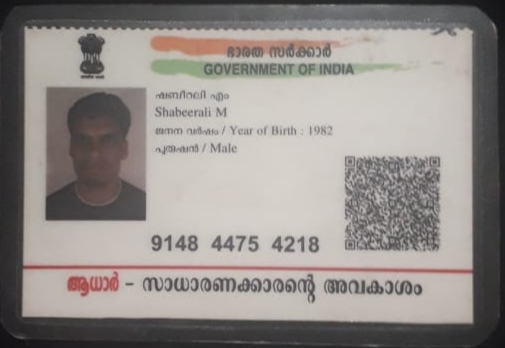 ഭാരത സർക്കാർ
GOVERNMENT OF INDIA
ഷബീറലി എം
Shabeerali M
ജനന വർഷം / Year of Birth : 1982
പുരുഷൻ / Male
9148 4475 4218
ആധാർ - സാധാരണക്കാരന്റെ അവകാശം